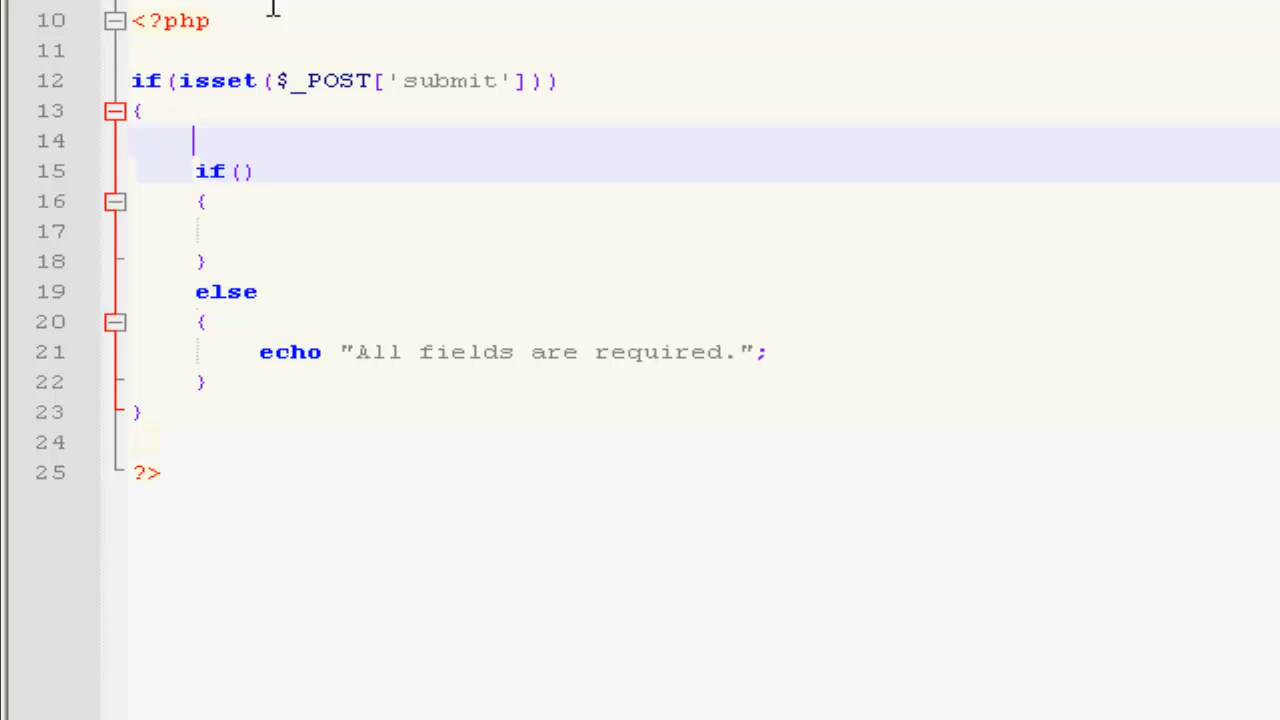 10 <?php
11
12 if(isset($_POST['submit']))
13 {
14
15 if()
16 {
17
18 }
19 else
20 {
21 echo "All fields are required.";
22 }
23 }
24
25 ?>